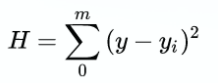 H = \sum_{0}^{m} (y - y_i)^2